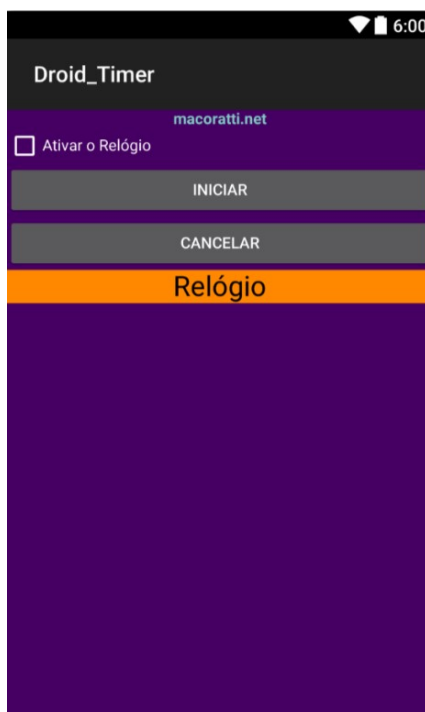 6:00
Droid_Timer
macoratti.net
Ativar o Relógio
INICIAR
CANCELAR
Relógio